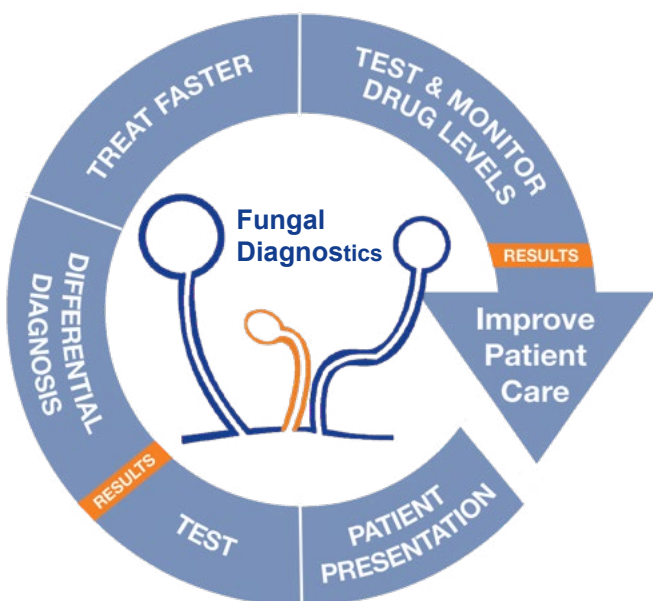 TREAT FASTER
TEST & MONITOR
DRUG LEVELS
RESULTS
Improve
Patient
Care
Fungal
Diagnostics
DIFFERENTIAL
DIAGNOSIS
RESULTS
TEST
PATIENT
PRESENTATION